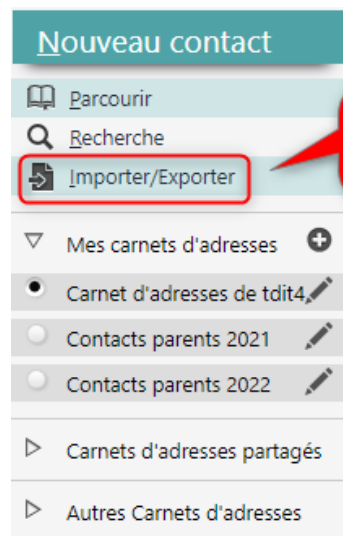 Nouveau contact
Parcourir
Recherche
Importer/Exporter
Mes carnets d'adresses
Carnet d'adresses de tdit4
Contacts parents 2021
Contacts parents 2022
Carnets d'adresses partagés
Autres Carnets d'adresses